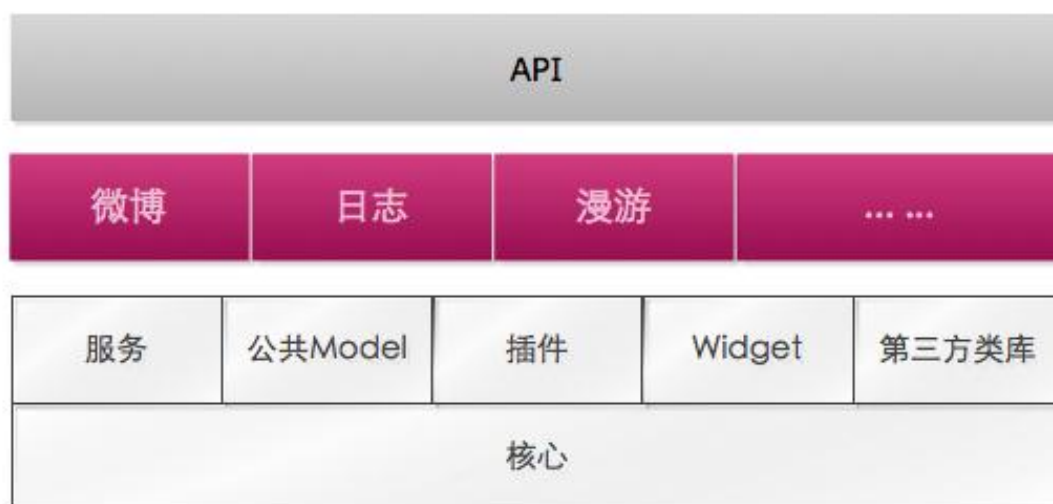 API
微博 日志 漫游 ... ...
服务 公共Model 插件 Widget 第三方类库
核心